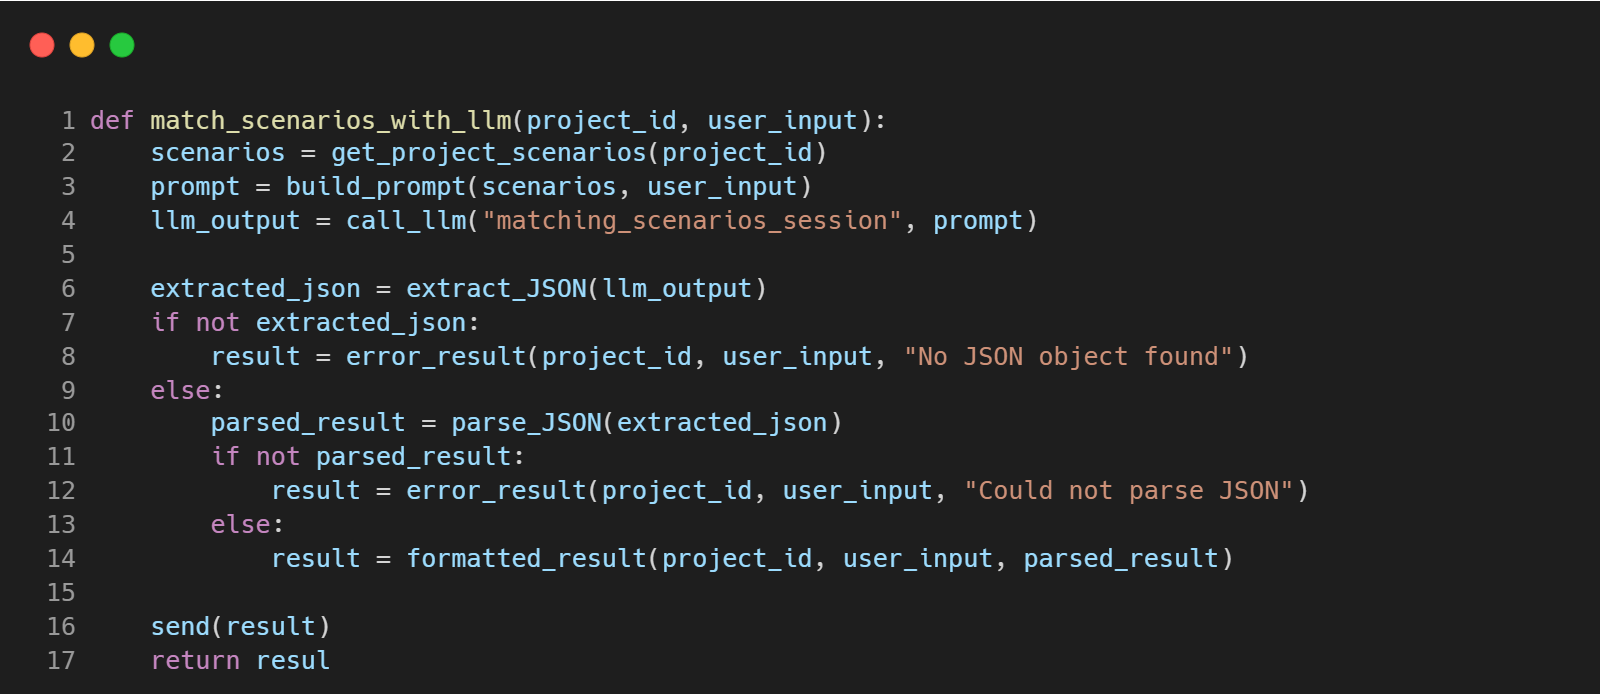 1 def match_scenarios_with_llm(project_id, user_input):
2     scenarios = get_project_scenarios(project_id)
3     prompt = build_prompt(scenarios, user_input)
4     llm_output = call_llm("matching_scenarios_session", prompt)
5
6     extracted_json = extract_JSON(llm_output)
7     if not extracted_json:
8         result = error_result(project_id, user_input, "No JSON object found")
9     else:
10         parsed_result = parse_JSON(extracted_json)
11         if not parsed_result:
12             result = error_result(project_id, user_input, "Could not parse JSON")
13         else:
14             result = formatted_result(project_id, user_input, parsed_result)
15
16     send(result)
17     return resul